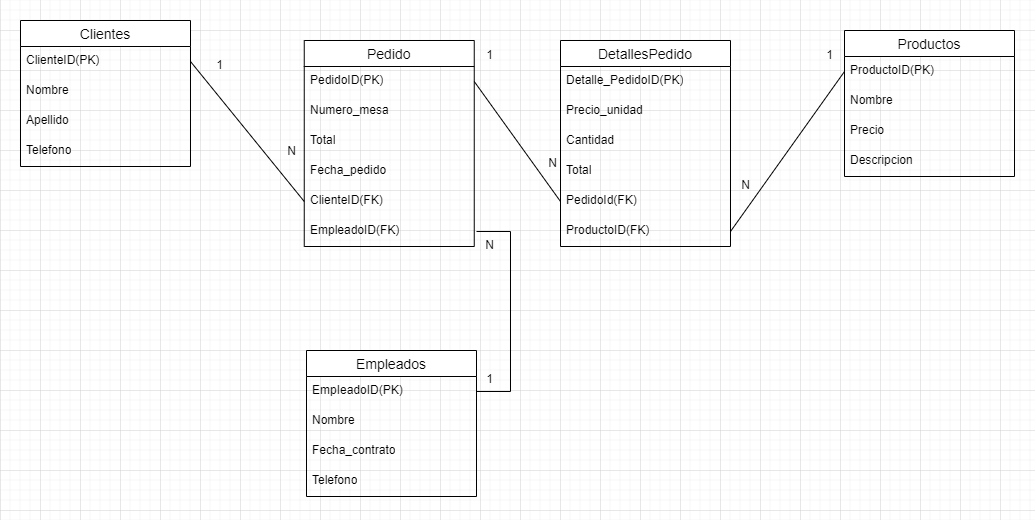 Clientes
ClienteID(PK)
Nombre
Apellido
Telefono
1
N
Pedido
PedidoID(PK)
Numero_mesa
Total
Fecha_pedido
ClienteID(FK)
EmpleadoID(FK)
1
N
DetallesPedido
Detalle_PedidoID(PK)
Precio_unidad
Cantidad
Total
PedidoId(FK)
ProductoID(FK)
1
N
Productos
ProductoID(PK)
Nombre
Precio
Descripcion
N
1
Empleados
EmpleadoID(PK)
Nombre
Fecha_contrato
Telefono